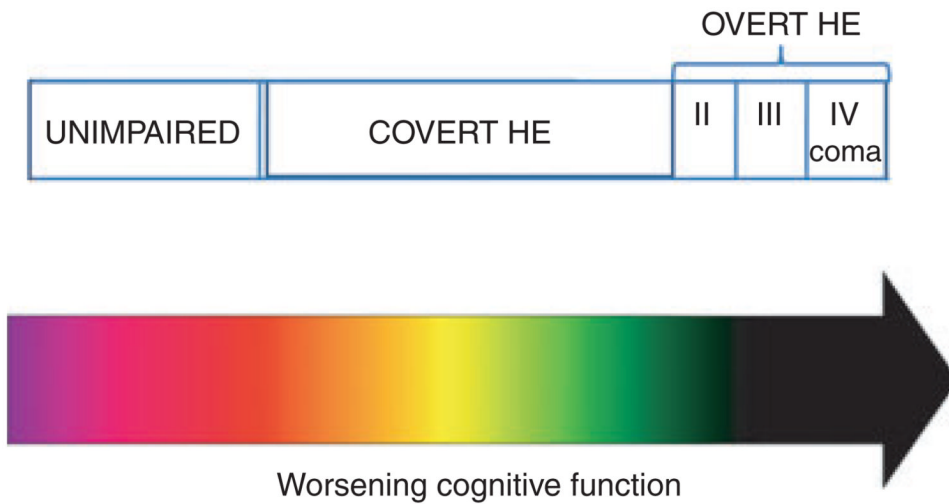 OVERT HE
UNIMPAIRED
COVERT HE
II
III
IV
coma
Worsening cognitive function